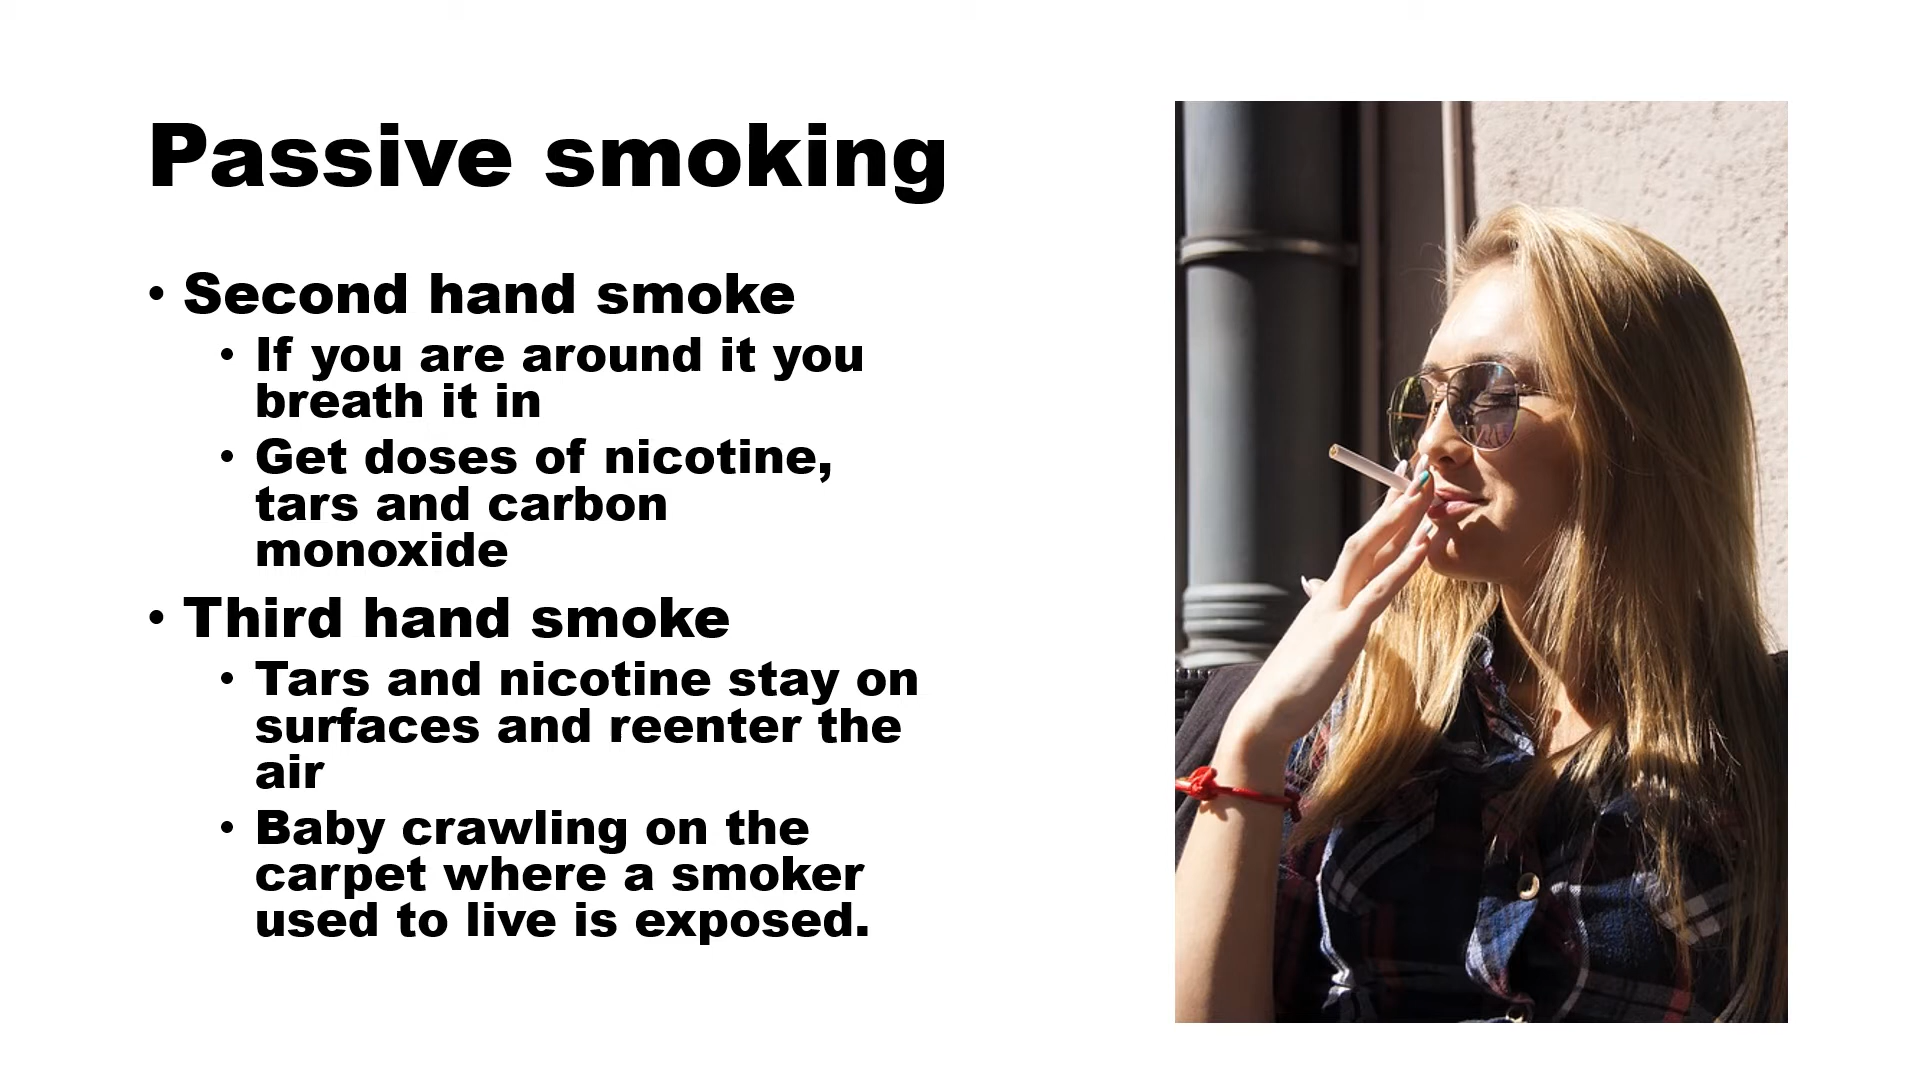 Passive smoking
• Second hand smoke
• If you are around it you
breath it in
• Get doses of nicotine,
tars and carbon
monoxide
• Third hand smoke
• Tars and nicotine stay on
surfaces and reenter the
air
• Baby crawling on the
carpet where a smoker
used to live is exposed.